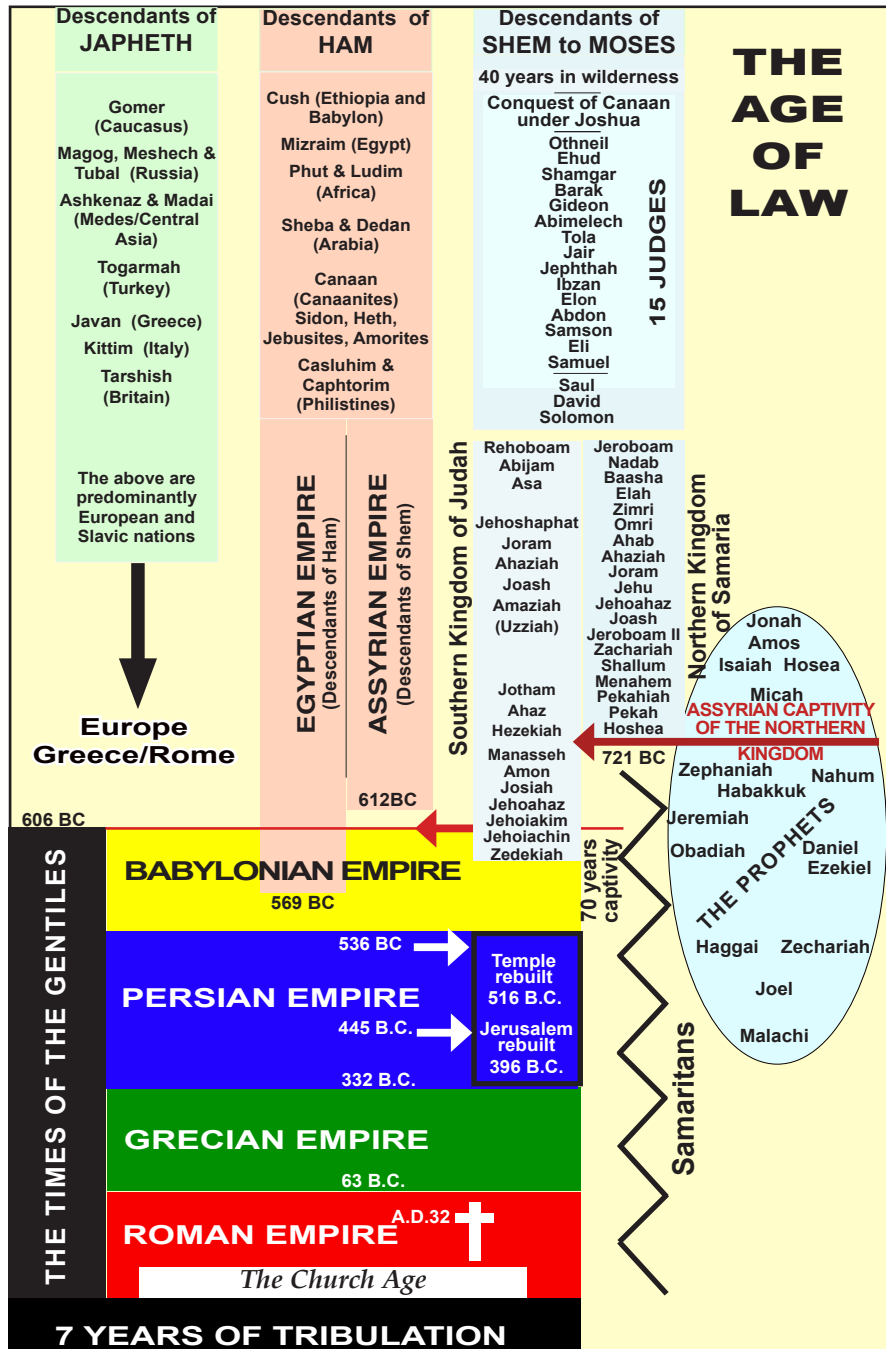 Descendants of
JAPHETH
Gomer
(Caucasus)
Magog, Meshech &
Tubal (Russia)
Ashkenaz & Madai
(Medes/Central
Asia)
Togarmah
(Turkey)
Javan (Greece)
Kittim (Italy)
Tarshish
(Britain)
The above are
predominantly
European and
Slavic nations
Europe
Greece/Rome
Descendants of
HAM
Cush (Ethiopia and
Babylon)
Mizraim (Egypt)
Phut & Ludim
(Africa)
Sheba & Dedan
(Arabia)
Canaan
(Canaanites)
Sidon, Heth,
Jebusites, Amorites
Casluhim &
Caphtorim
(Philistines)
EGYPTIAN EMPIRE
(Descendants of Ham)
ASSYRIAN EMPIRE
(Descendants of Shem)
612BC
Descendants of
SHEM to MOSES
40 years in wilderness
Conquest of Canaan
under Joshua
Othneil
Ehud
Shamgar
Barak
Gideon
Abimelech
Tola
Jair
Jephthah
Ibzan
Elon
Abdon
Samson
Eli
Samuel
15 JUDGES
Saul
David
Solomon
THE
AGE
OF
LAW
Southern Kingdom of Judah
Rehoboam
Abijam
Asa
Jehoshaphat
Joram
Ahaziah
Joash
Amaziah
(Uzziah)
Jotham
Ahaz
Hezekiah
Manasseh
Amon
Josiah
Jehoahaz
Jehoiakim
Jehoiachin
Zedekiah
Jeroboam
Nadab
Baasha
Elah
Zimri
Omri
Ahab
Ahaziah
Joram
Jehu
Jehoahaz
Joash
Jeroboam II
Zachariah
Shallum
Menahem
Pekahiah
Pekah
Hoshea
Northern Kingdom
of Samaria
721 BC
Jonah
Amos
Isaiah Hosea
Micah
ASSYRIAN CAPTIVITY
OF THE NORTHERN
KINGDOM
Zephaniah
Nahum
Habakkuk
Jeremiah
Obadiah
Daniel
Ezekiel
THE PROPHETS
Haggai Zechariah
Joel
Malachi
606 BC
THE TIMES OF THE GENTILES
BABYLONIAN EMPIRE
569 BC
70 years
captivity
536 BC
PERSIAN EMPIRE
445 B.C.
332 B.C.
Temple
rebuilt
516 B.C.
Jerusalem
rebuilt
396 B.C.
Samaritans
GRECIAN EMPIRE
63 B.C.
ROMAN EMPIRE
A.D.32
The Church Age
7 YEARS OF TRIBULATION